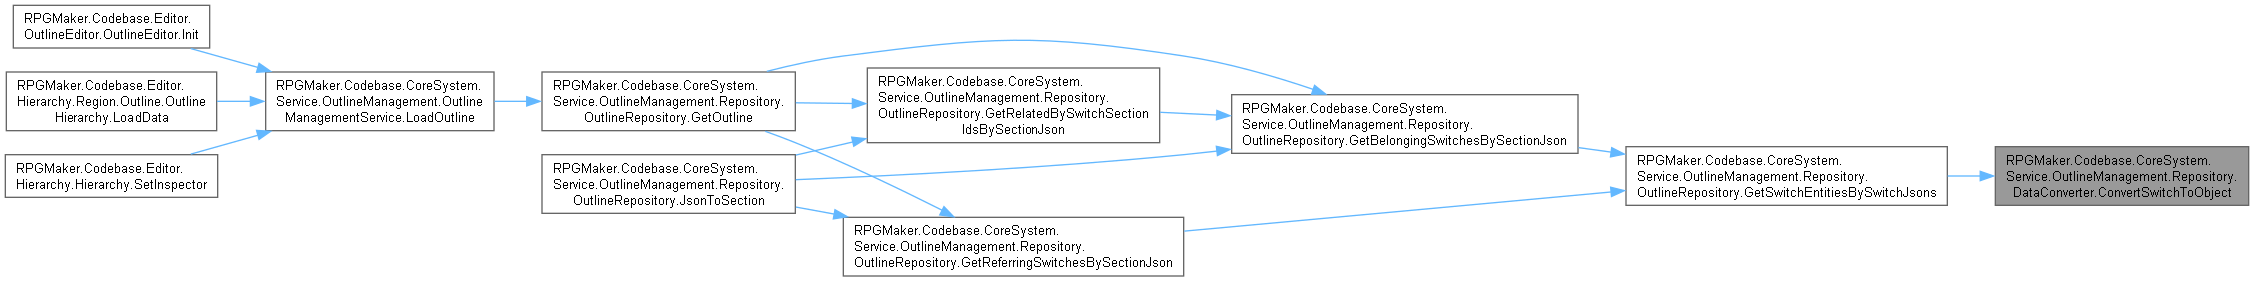 RPGMaker.Codebase.Editor.
OutlineEditor.OutlineEditor.Init
RPGMaker.Codebase.Editor.
Hierarchy.Region.Outline.Outline
Hierarchy.LoadData
RPGMaker.Codebase.Editor.
Hierarchy.Hierarchy.SetInspector
RPGMaker.Codebase.CoreSystem.
Service.OutlineManagement.Outline
ManagementService.LoadOutline
RPGMaker.Codebase.CoreSystem.
Service.OutlineManagement.Repository.
OutlineRepository.GetOutline
RPGMaker.Codebase.CoreSystem.
Service.OutlineManagement.Repository.
OutlineRepository.JsonToSection
RPGMaker.Codebase.CoreSystem.
Service.OutlineManagement.Repository.
OutlineRepository.GetRelatedBySwitchSection
IdsBySectionJson
RPGMaker.Codebase.CoreSystem.
Service.OutlineManagement.Repository.
OutlineRepository.GetReferringSwitchesBySectionJson
RPGMaker.Codebase.CoreSystem.
Service.OutlineManagement.Repository.
OutlineRepository.GetBelongingSwitchesBySectionJson
RPGMaker.Codebase.CoreSystem.
Service.OutlineManagement.Repository.
OutlineRepository.GetSwitchEntitiesBySwitchJsons
RPGMaker.Codebase.CoreSystem.
Service.OutlineManagement.Repository.
DataConverter.ConvertSwitchToObject